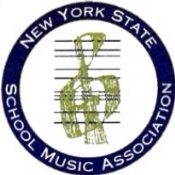 NEW YORK STATE
SCHOOL MUSIC ASSOCIATION